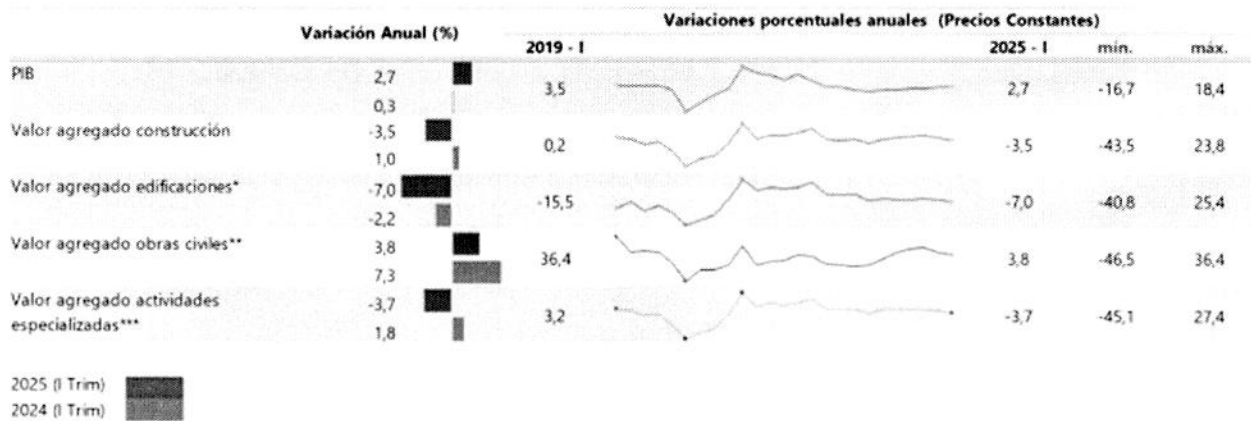 Variaciones porcentuales anuales (Precios Constantes)
Variación Anual (%) 2019 - I 2025 - I mín. máx.
PIB 2,7 3,5 2,7 -16,7 18,4
0,3
Valor agregado construcción -3,5 0,2 -3,5 -43,5 23,8
1,0
Valor agregado edificaciones* -7,0 -15,5 -7,0 -40,8 25,4
-2,2
Valor agregado obras civiles** 3,8 36,4 3,8 -46,5 36,4
7,3
Valor agregado actividades -3,7 3,2 -3,7 -45,1 27,4
especializadas*** 1,8
2025 (I Trim)
2024 (I Trim)